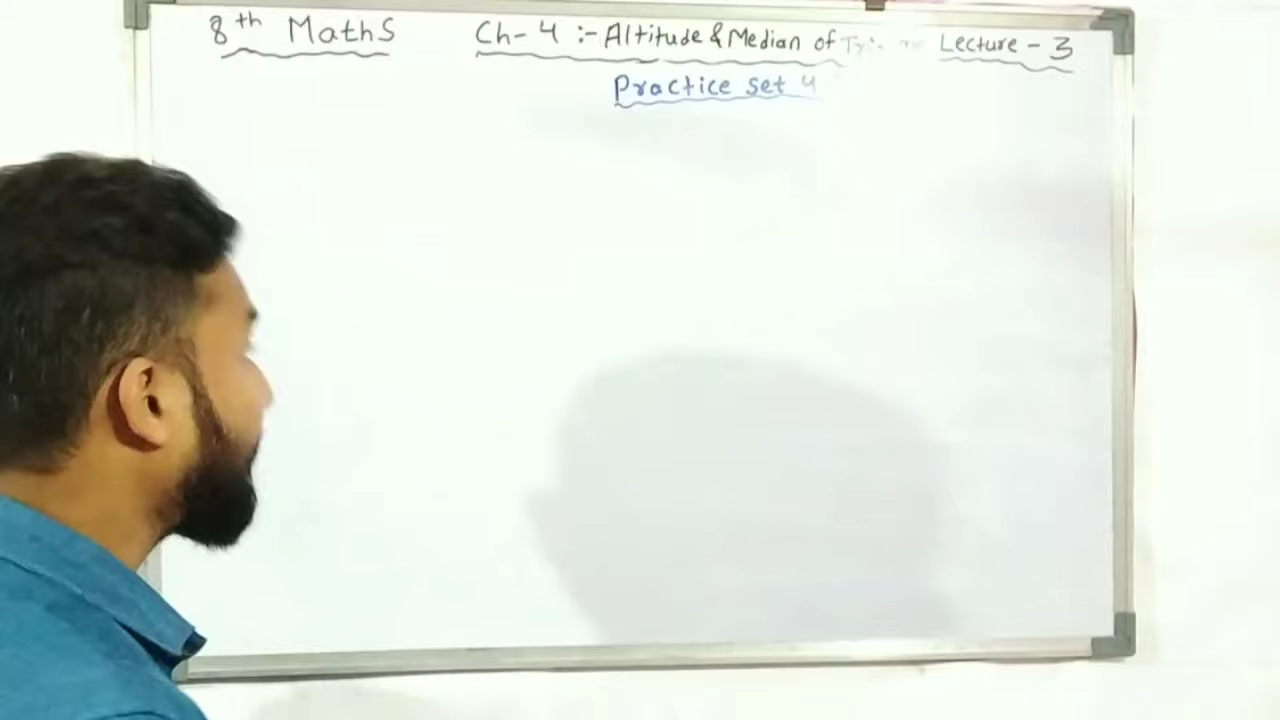 8th Maths Ch-4 :- Altitude & Median of Lecture - 3
Practice set 4